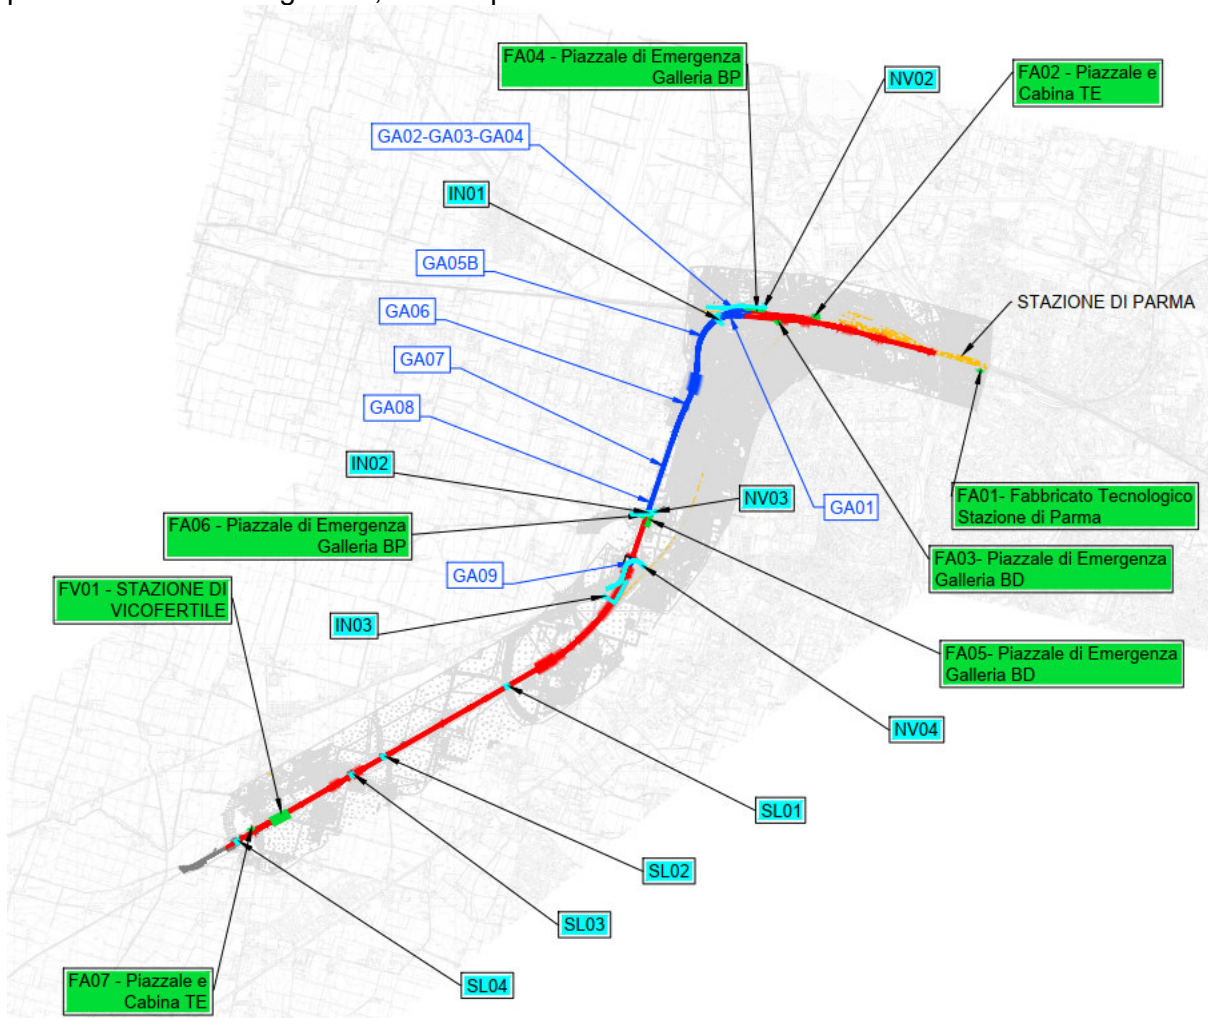 FA04 - Piazzale di Emergenza
Galleria BP
NV02
FA02 - Piazzale e
Cabina TE
GA02-GA03-GA04
IN01
GA05B
GA06
STAZIONE DI PARMA
GA07
GA08
IN02
NV03
GA01
FA01- Fabbricato Tecnologico
Stazione di Parma
FA06 - Piazzale di Emergenza
Galleria BP
FA03- Piazzale di Emergenza
Galleria BD
GA09
FV01 - STAZIONE DI
VICOFERTILE
IN03
FA05- Piazzale di Emergenza
Galleria BD
NV04
SL01
SL02
SL03
FA07 - Piazzale e
Cabina TE
SL04